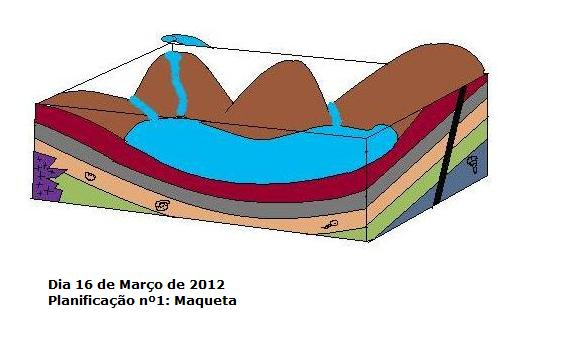 Dia 16 de Março de 2012
Planificação nº1: Maqueta